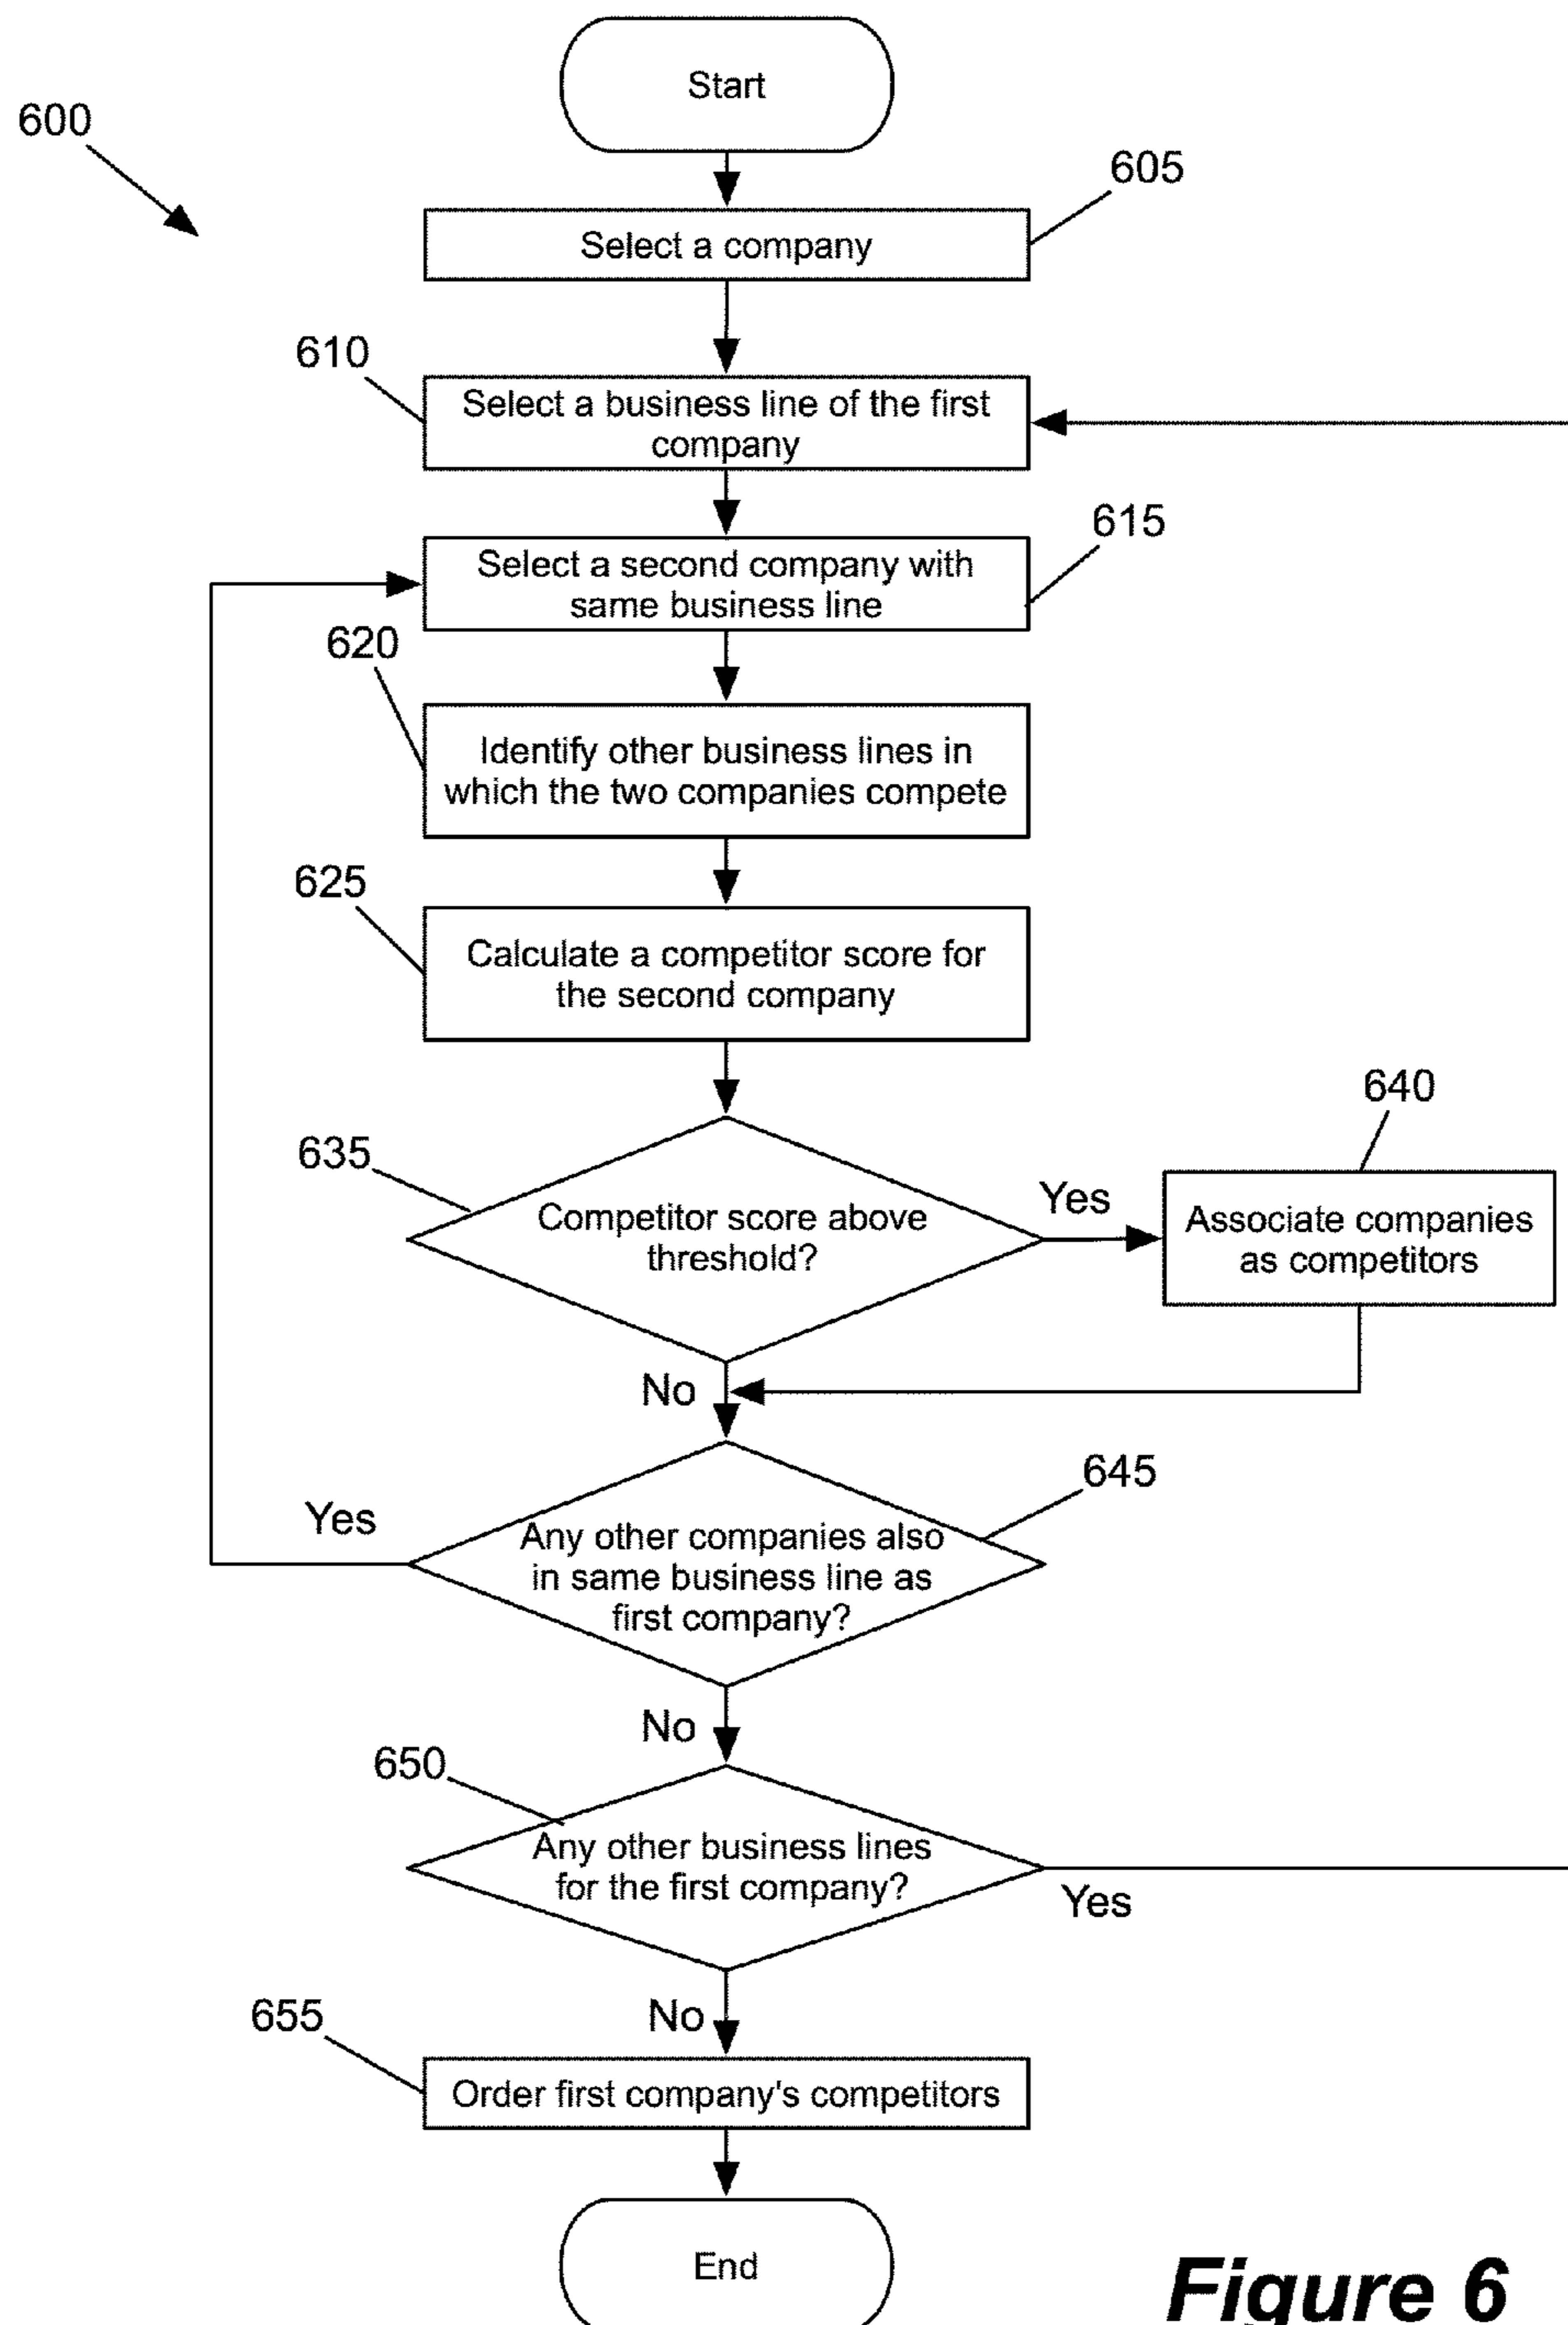 Start
600
605
Select a company
610
Select a business line of the first
company
615
Select a second company with
same business line
620
Identify other business lines in
which the two companies compete
625
Calculate a competitor score for
the second company
635
Competitor score above
threshold?
Yes
640
Associate companies
as competitors
No
645
Any other companies also
in same business line as
first company?
Yes
No
650
Any other business lines
for the first company?
Yes
No
655
Order first company's competitors
End
Figure 6